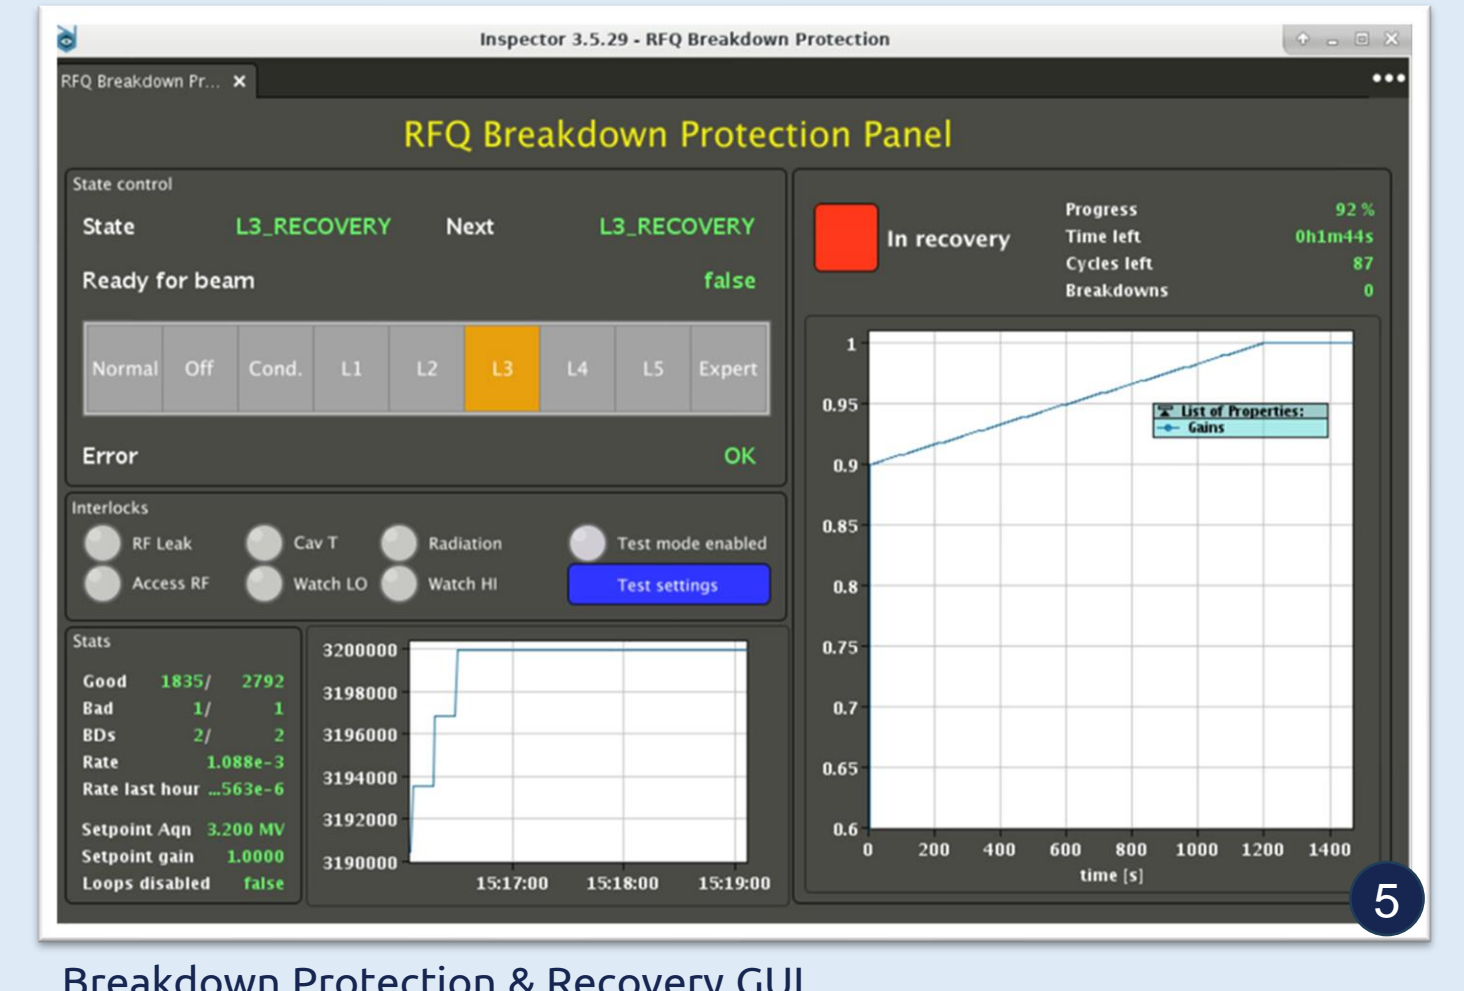 Inspector 3.5.29 - RFQ Breakdown Protection
RFQ Breakdown Pr...
RFQ Breakdown Protection Panel
State control
State L3_RECOVERY Next L3_RECOVERY
Ready for beam false
Normal Off Cond. L1 L2 L3 L4 L5 Expert
Error OK
Interlocks
RF Leak Cav T Radiation Test mode enabled
Access RF Watch LO Watch HI Test settings
Stats
Good 1835/ 2792
Bad 1/ 1
BDs 2/ 2
Rate 1.088e-3
Rate last hour ...563e-6
Setpoint Aqn 3.200 MV
Setpoint gain 1.0000
Loops disabled false
3200000
3198000
3196000
3194000
3192000
3190000
15:17:00 15:18:00 15:19:00
In recovery
Progress 92 %
Time left 0h1m44s
Cycles left 87
Breakdowns 0
1
0.95
0.9
0.85
0.8
0.75
0.7
0.65
0.6
List of Properties:
Gains
0 200 400 600 800 1000 1200 1400
time [s]
5
Breakdown Protection & Recovery GUI